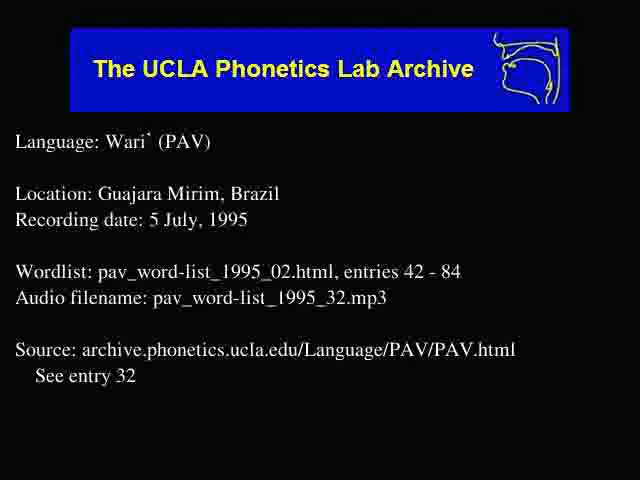 The UCLA Phonetics Lab Archive
Language: Wari` (PAV)
Location: Guajara Mirim, Brazil
Recording date: 5 July, 1995
Wordlist: pav_word-list_1995_02.html, entries 42 - 84
Audio filename: pav_word-list_1995_32.mp3
Source: archive.phonetics.ucla.edu/Language/PAV/PAV.html
See entry 32